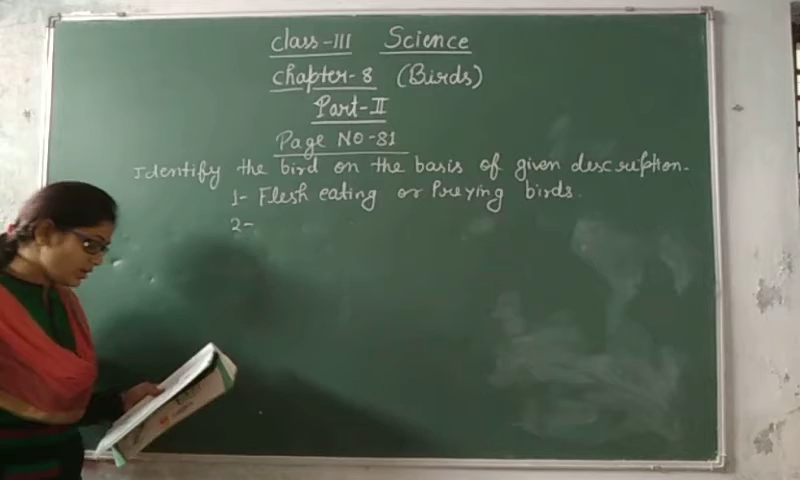 Class-III Science
Chapter-8 (Birds)
Part-II
Page NO-81
Identify the bird on the basis of given description.
1- Flesh eating or Preying birds.
2-